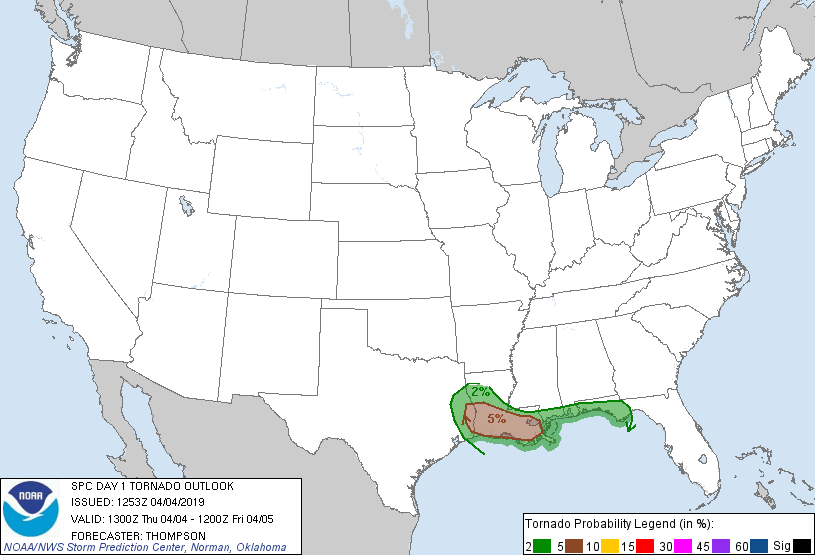 2%
5%
NOAA
SPC DAY 1 TORNADO OUTLOOK
ISSUED: 1253Z 04/04/2019
VALID: 1300Z Thu 04/04 - 1200Z Fri 04/05
FORECASTER: THOMPSON
NOAA/NWS Storm Prediction Center, Norman, Oklahoma
Tornado Probability Legend (in %):
2 5 10 15 30 45 60 Sig